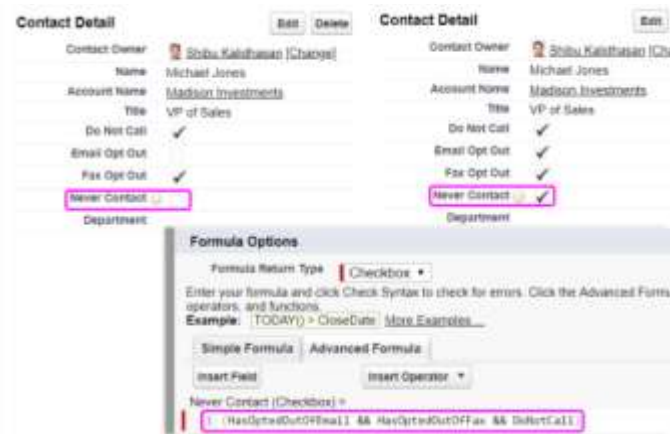 Contact Detail
Edit
Delete
Contact Owner
Shibu Kalidhasan [Change]
Name
Michael Jones
Account Name
Madison Investments
Title
VP of Sales
Do Not Call
Email Opt Out
Fax Opt Out
Never Contact
Department
Contact Detail
Edit
Contact Owner
Shibu Kalidhasan [Cha
Name
Michael Jones
Account Name
Madison Investments
Title
VP of Sales
Do Not Call
Email Opt Out
Fax Opt Out
Never Contact
Department
Formula Options
Formula Return Type
Checkbox
Enter your formula and click Check Syntax to check for errors. Click the Advanced Formu
operators, and functions.
Example: TODAY() > CloseDate More Examples ...
Simple Formula
Advanced Formula
Insert Field
Insert Operator
Never Contact (Checkbox) =
(HasOptedOutOfEmail && HasOptedOutOfFax && DoNotCall)